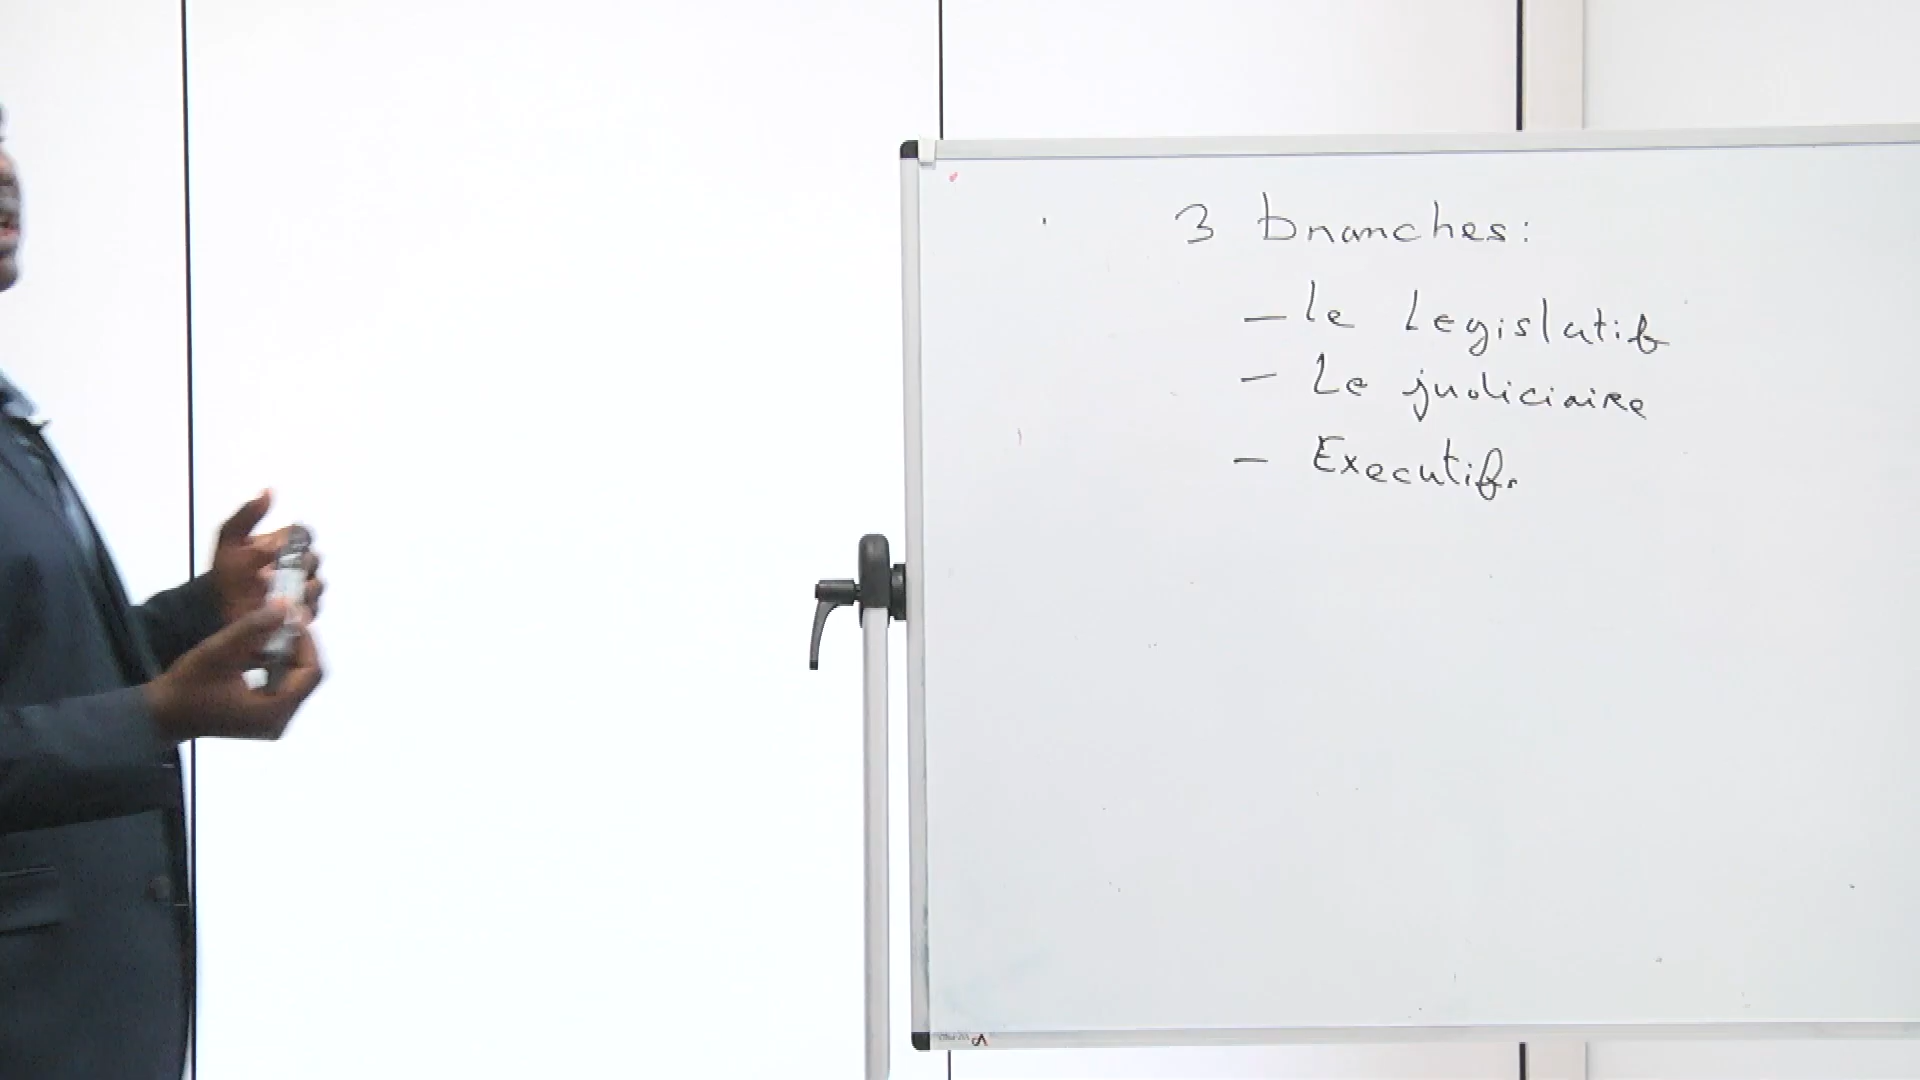 3 branches:
– le Legislatif
– Le judiciaire
– Executif.